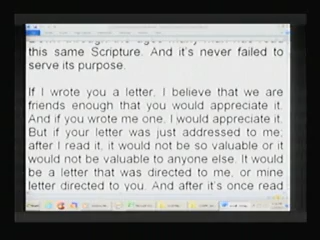 this same Scripture. And it's never failed to
serve its purpose.
If I wrote you a letter, I believe that we are
friends enough that you would appreciate it.
And if you wrote me one, I would appreciate it.
But if your letter was just addressed to me;
after I read it, it would not be so valuable or it
would not be valuable to anyone else. It would
be a letter that was directed to me, or mine
letter directed to you. And after it's once read